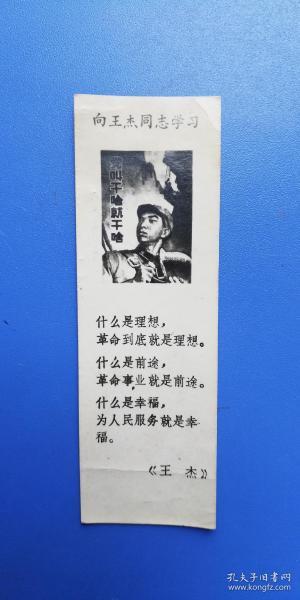 向王杰同志学习
党叫干啥就干啥
什么是理想，
革命到底就是理想。
什么是前途，
革命事业就是前途。
什么是幸福，
为人民服务就是幸
福。
《王 杰》
孔夫子旧书网
www.kongfz.com